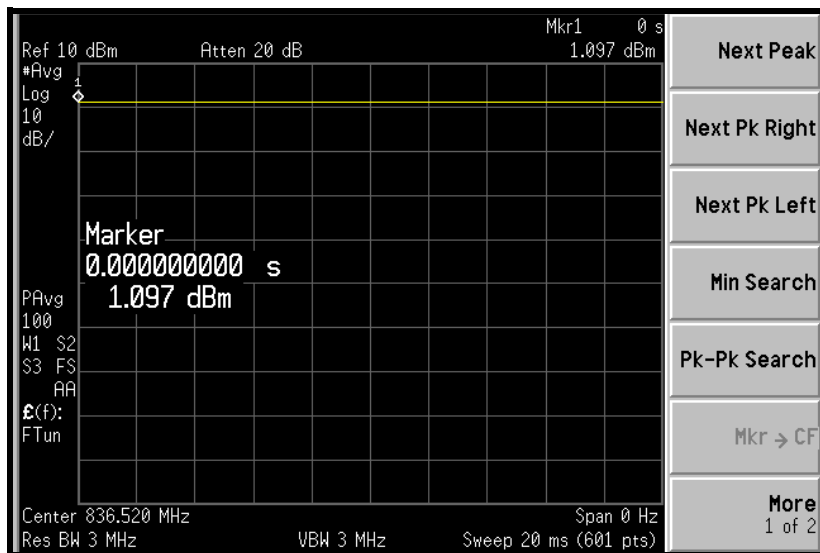 Mkr1 0 s
Ref 10 dBm Atten 20 dB 1.097 dBm
#Avg
Log
10
dB/
1
Marker
0.000000000 s
1.097 dBm
PAvg
100
W1 S2
S3 FS
AA
£(f):
FTun
Center 836.520 MHz Span 0 Hz
Res BW 3 MHz VBW 3 MHz Sweep 20 ms (601 pts)
Next Peak
Next Pk Right
Next Pk Left
Min Search
Pk-Pk Search
Mkr → CF
More
1 of 2